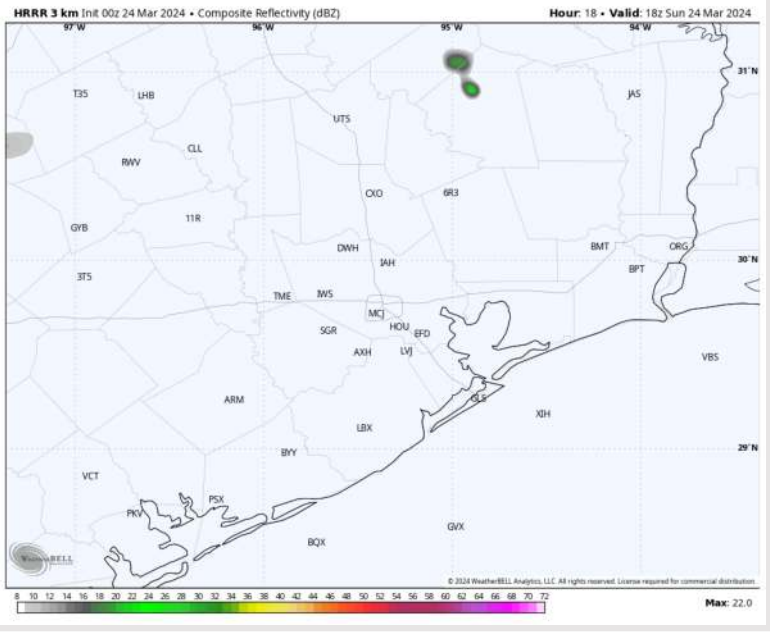 HRRR 3 km Init 00z 24 Mar 2024 • Composite Reflectivity (dBZ) Hour: 18 • Valid: 18z Sun 24 Mar 2024
97°W 96°W 95°W 94°W
31°N
T35 LHB JAS
UTS
CLL
RWV
CXO 6R3
11R
GYB
DWH BMT ORG
IAH 30°N
BPT
3T5
TME IWS
MCJ
SGR HOU EFD
AXH LVJ
VBS
ARM GLS
XIH
LBX
BYY 29°N
VCT
PSX
PKV
GVX
BQX
WeatherBELL
© 2024 WeatherBELL Analytics, LLC. All rights reserved. License required for commercial distribution.
8 10 12 14 16 18 20 22 24 26 28 30 32 34 36 38 40 42 44 46 48 50 52 54 56 58 60 62 64 66 68 70 72
Max: 22.0